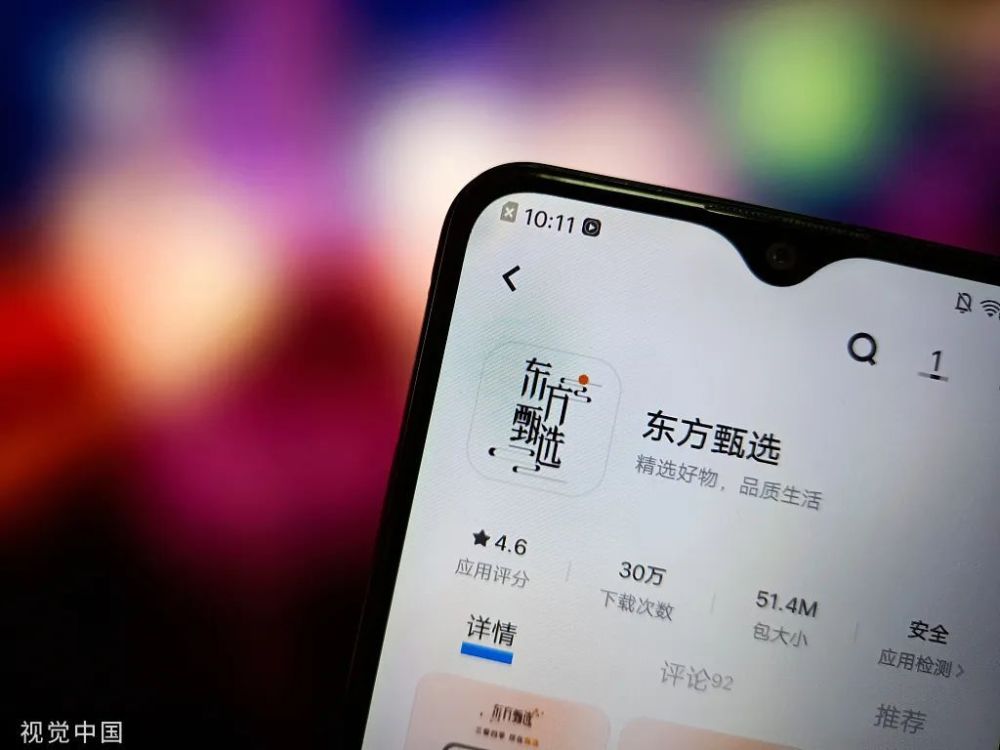 10:11
1
东方
甄选
东方甄选
精选好物，品质生活
4.6
30万
51.4M
安全
应用评分
下载次数
包大小
应用检测
详情
评论92
推荐
东方甄选
视觉中国